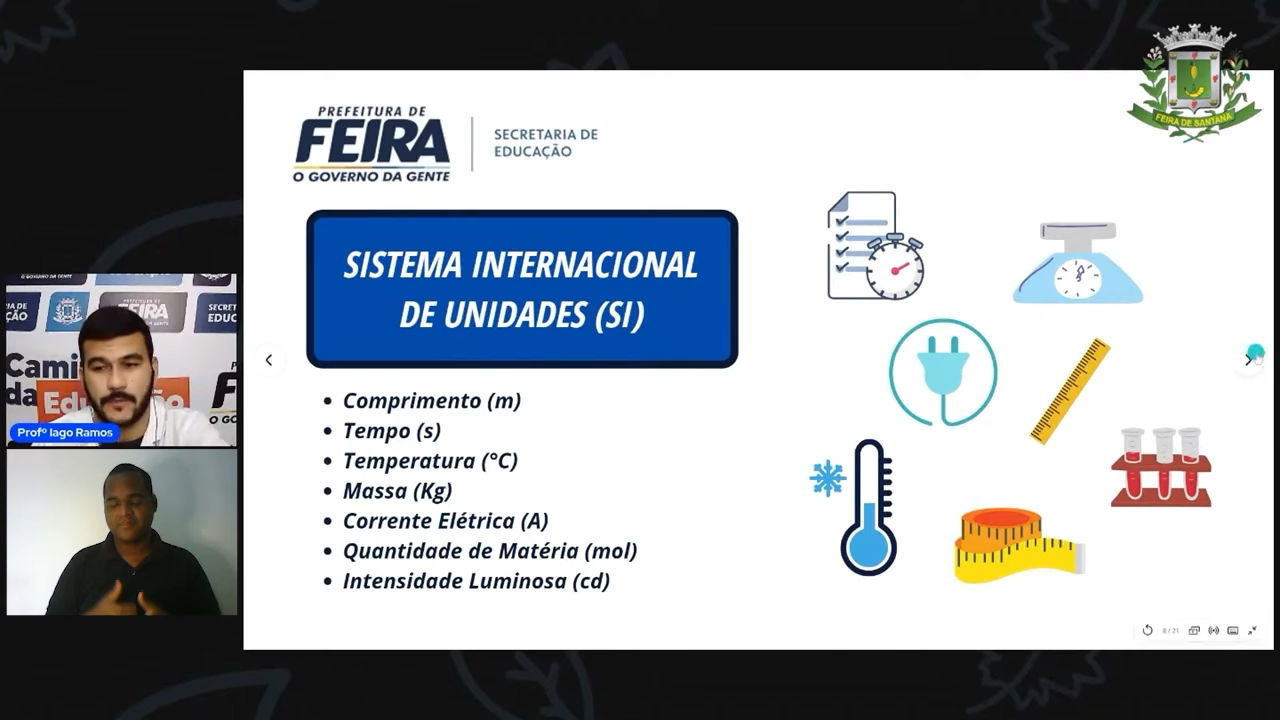 PREFEITURA DE
FEIRA
O GOVERNO DA GENTE
SECRETARIA DE
EDUCAÇÃO
FEIRA DE SANTANA
SISTEMA INTERNACIONAL
DE UNIDADES (SI)
• Comprimento (m)
• Tempo (s)
• Temperatura (°C)
• Massa (Kg)
• Corrente Elétrica (A)
• Quantidade de Matéria (mol)
• Intensidade Luminosa (cd)
Profº Iago Ramos
8 / 21